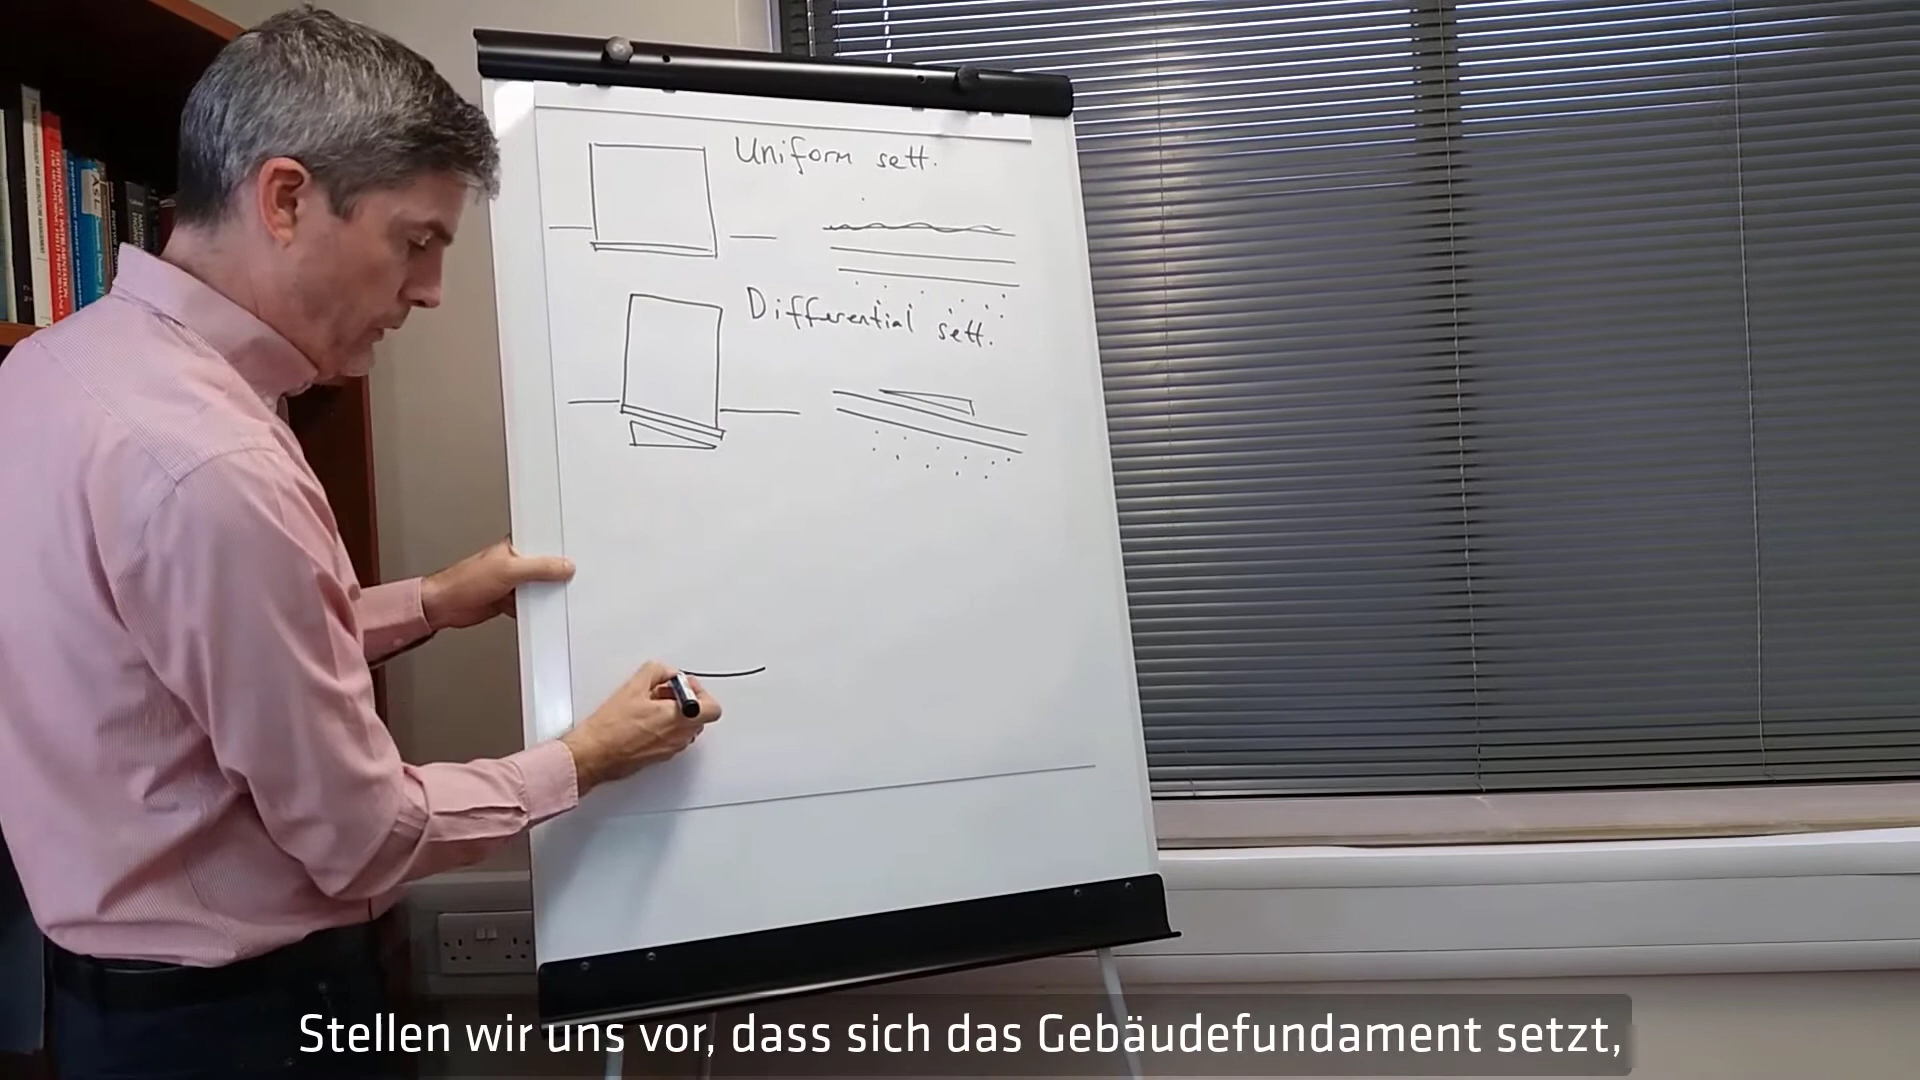 Uniform sett.
Differential sett.
Stellen wir uns vor, dass sich das Gebäudefundament setzt,